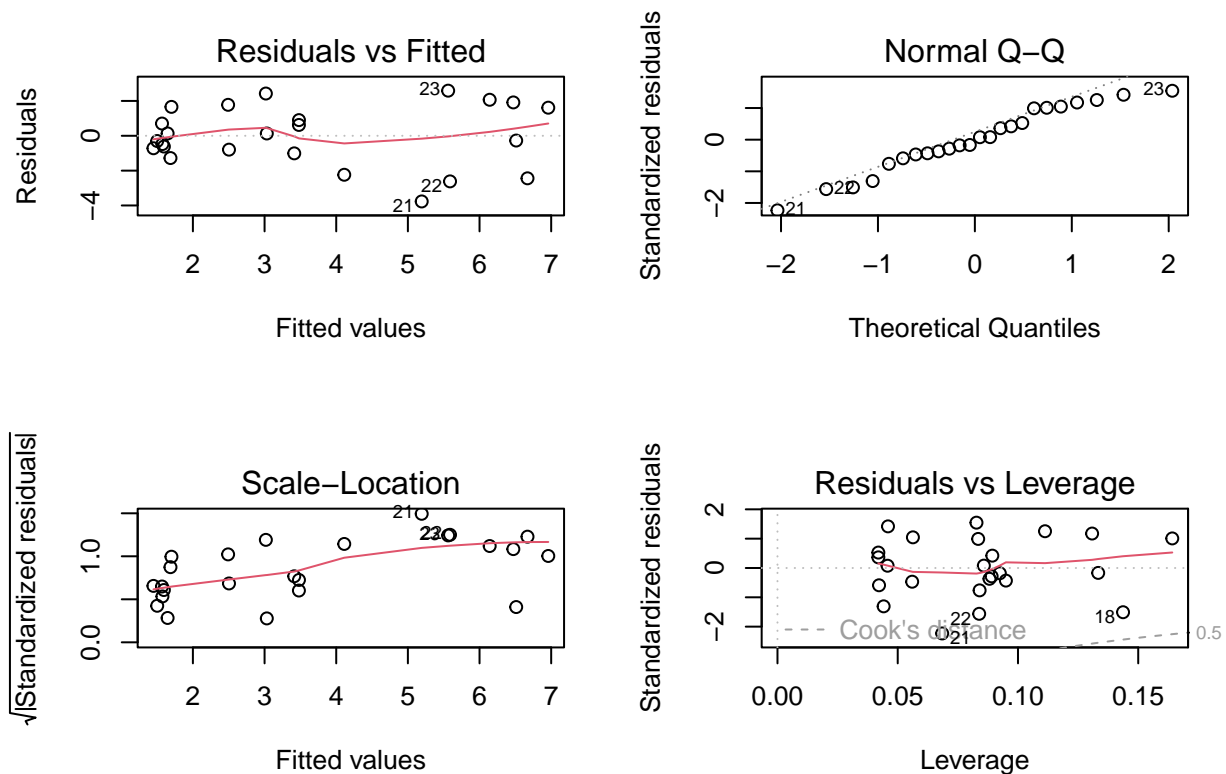 Residuals vs Fitted
Residuals
0
−4
23
22
21
2 3 4 5 6 7
Fitted values
Normal Q−Q
Standardized residuals
0
−2
23
22
21
−2 −1 0 1 2
Theoretical Quantiles
Scale−Location
√|Standardized residuals|
1.0
0.0
21
2 3 4 5 6 7
Fitted values
Residuals vs Leverage
Standardized residuals
2
0
−2
22
21
18
Cook's distance
0.5
0.00 0.05 0.10 0.15
Leverage